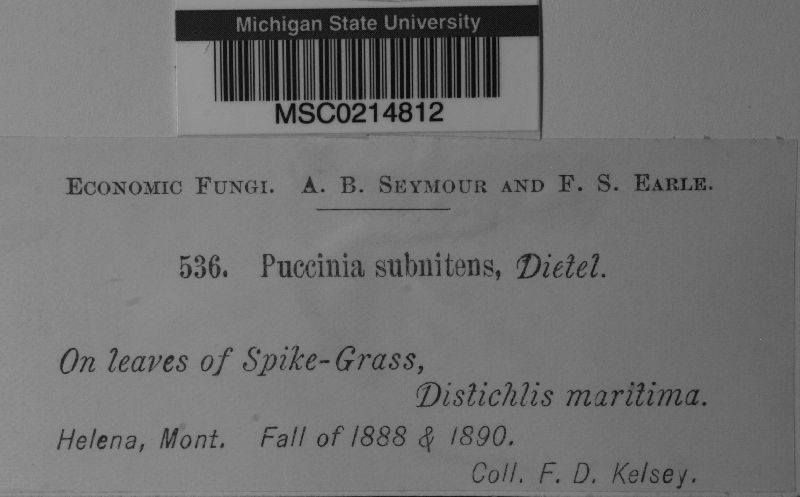 Michigan State University
MSC0214812
Economic Fungi. A. B. Seymour and F. S. Earle.
536. Puccinia subnitens, Dietel.
On leaves of Spike-Grass,
Distichlis maritima.
Helena, Mont. Fall of 1888 & 1890.
Coll. F. D. Kelsey.